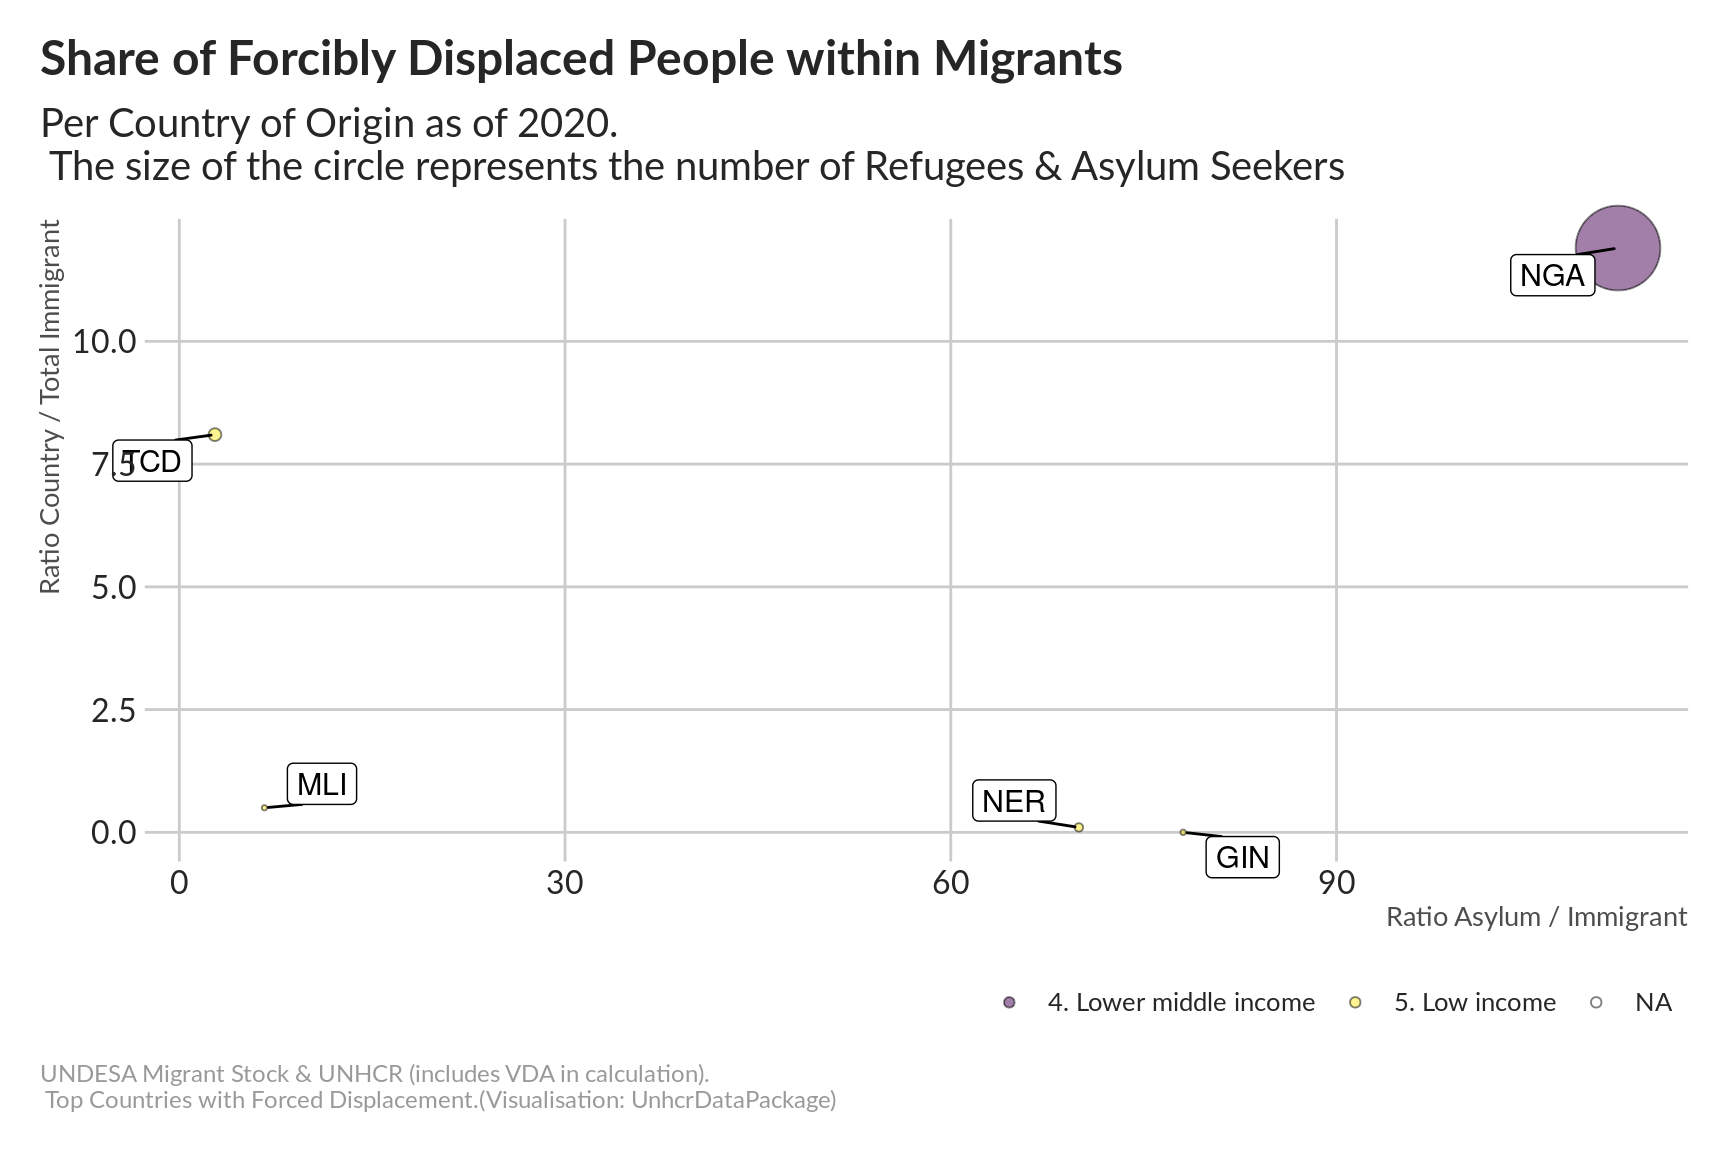 Share of Forcibly Displaced People within Migrants
Per Country of Origin as of 2020.
The size of the circle represents the number of Refugees & Asylum Seekers
Ratio Country / Total Immigrant
10.0
7.5
5.0
2.5
0.0
NGA
TCD
MLI
NER
GIN
0
30
60
90
Ratio Asylum / Immigrant
4. Lower middle income
5. Low income
NA
UNDESA Migrant Stock & UNHCR (includes VDA in calculation).
Top Countries with Forced Displacement.(Visualisation: UnhcrDataPackage)